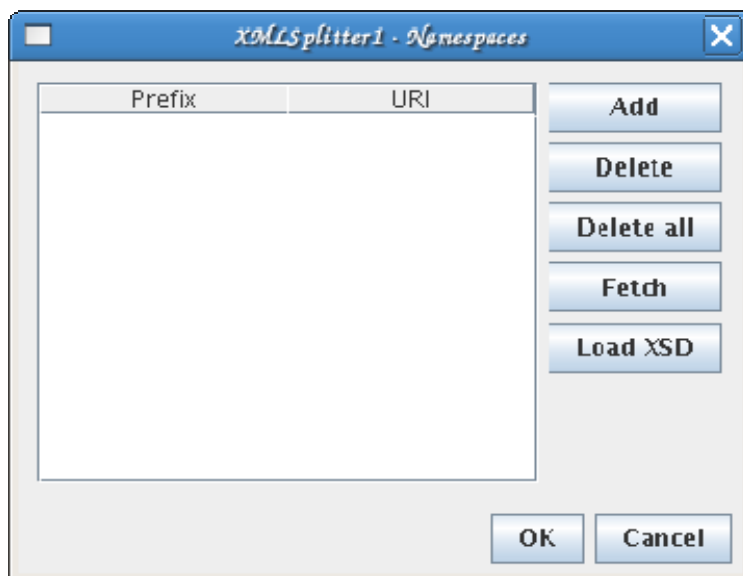 XMLSplitter1 - Namespaces
Prefix URI
Add
Delete
Delete all
Fetch
Load XSD
OK Cancel